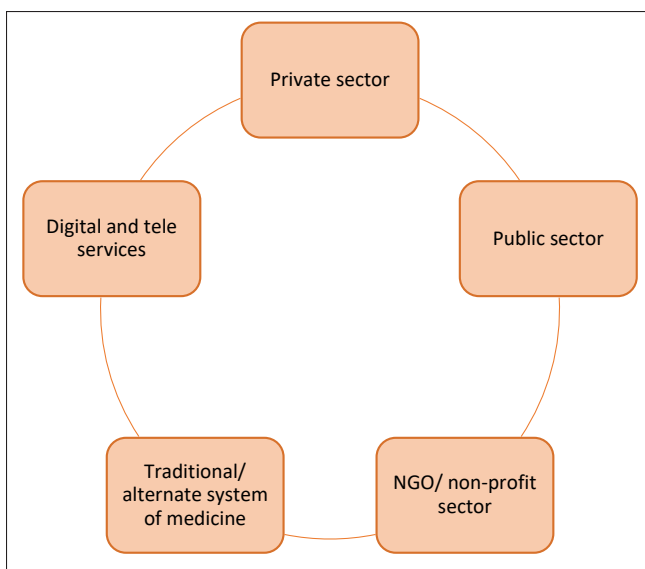 Private sector
Digital and tele
services
Public sector
Traditional/
alternate system
of medicine
NGO/ non-profit
sector